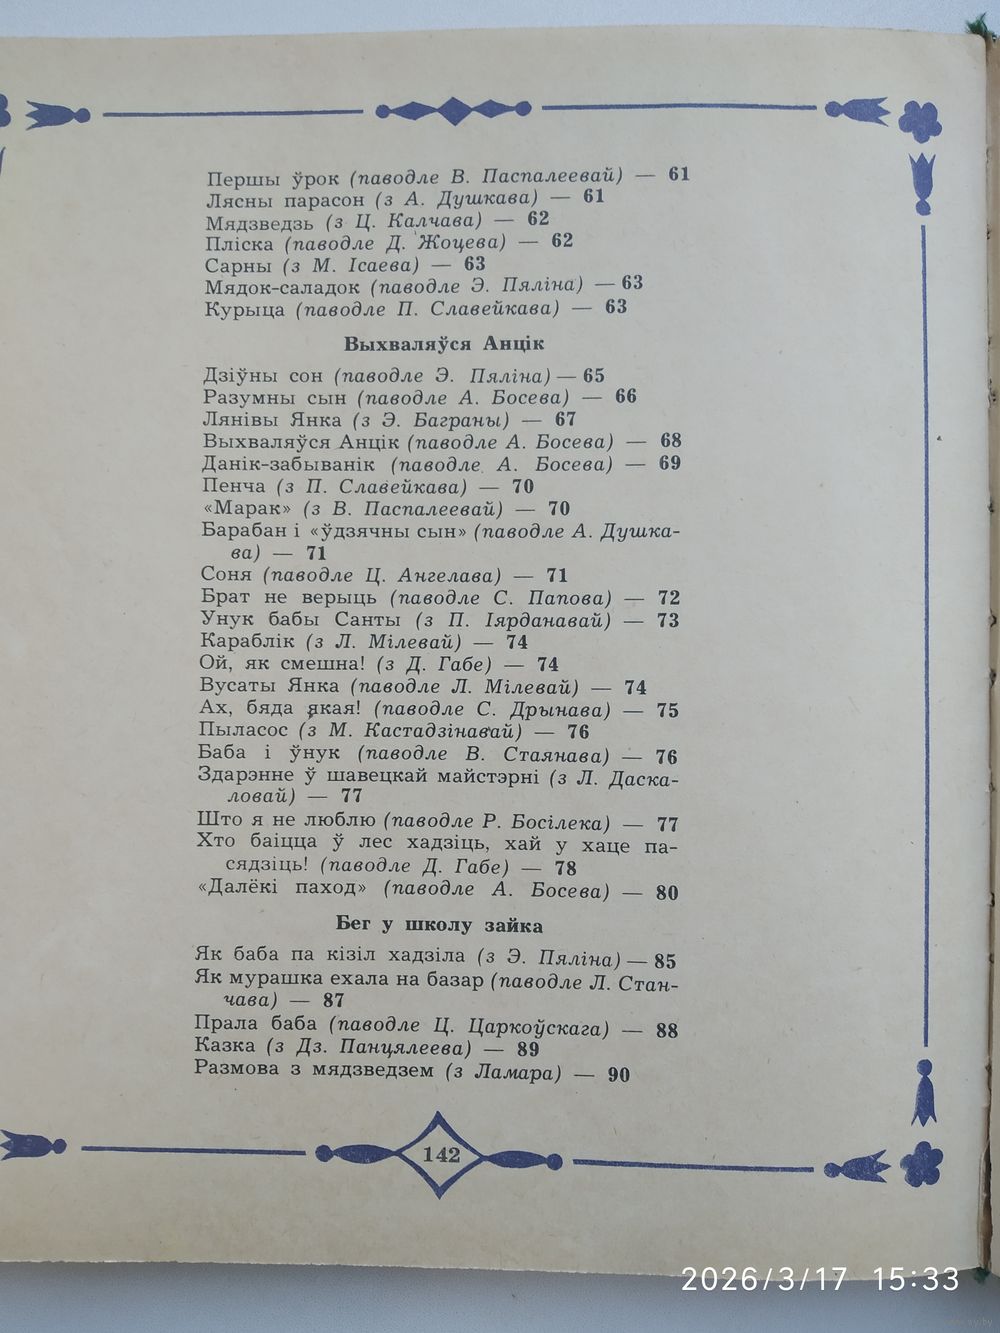 Першы ўрок (паводле В. Паспалеевай) — 61
Лясны парасон (з А. Душкава) — 61
Мядзведзь (з Ц. Калчава) — 62
Пліска (паводле Д. Жоцева) — 62
Сарны (з М. Ісаева) — 63
Мядок-саладок (паводле Э. Пяліна) — 63
Курыца (паводле П. Славейкава) — 63
Выхваляўся Анцік
Дзіўны сон (паводле Э. Пяліна) — 65
Разумны сын (паводле А. Босева) — 66
Лянівы Янка (з Э. Баграны) — 67
Выхваляўся Анцік (паводле А. Босева) — 68
Данік-забыванік (паводле А. Босева) — 69
Пенча (з П. Славейкава) — 70
«Марак» (з В. Паспалеевай) — 70
Барабан і «ўдзячны сын» (паводле А. Душка-
ва) — 71
Соня (паводле Ц. Ангелава) — 71
Брат не верыць (паводле С. Папова) — 72
Унук бабы Санты (з П. Іярданавай) — 73
Караблік (з Л. Мілевай) — 74
Ой, як смешна! (з Д. Габе) — 74
Вусаты Янка (паводле Л. Мілевай) — 74
Ах, бяда якая! (паводле С. Дрынава) — 75
Пыласос (з М. Кастадзінавай) — 76
Баба і ўнук (паводле В. Стаянава) — 76
Здарэнне ў шавецкай майстэрні (з Л. Даска-
ловай) — 77
Што я не люблю (паводле Р. Босілека) — 77
Хто баіцца ў лес хадзіць, хай у хаце па-
сядзіць! (паводле Д. Габе) — 78
«Далёкі паход» (паводле А. Босева) — 80
Бег у школу зайка
Як баба па кізіл хадзіла (з Э. Пяліна) — 85
Як мурашка ехала на базар (паводле Л. Стан-
чава) — 87
Прала баба (паводле Ц. Царкоўскага) — 88
Казка (з Дз. Панцялеева) — 89
Размова з мядзведзем (з Ламара) — 90
142
2026/3/17 15:33